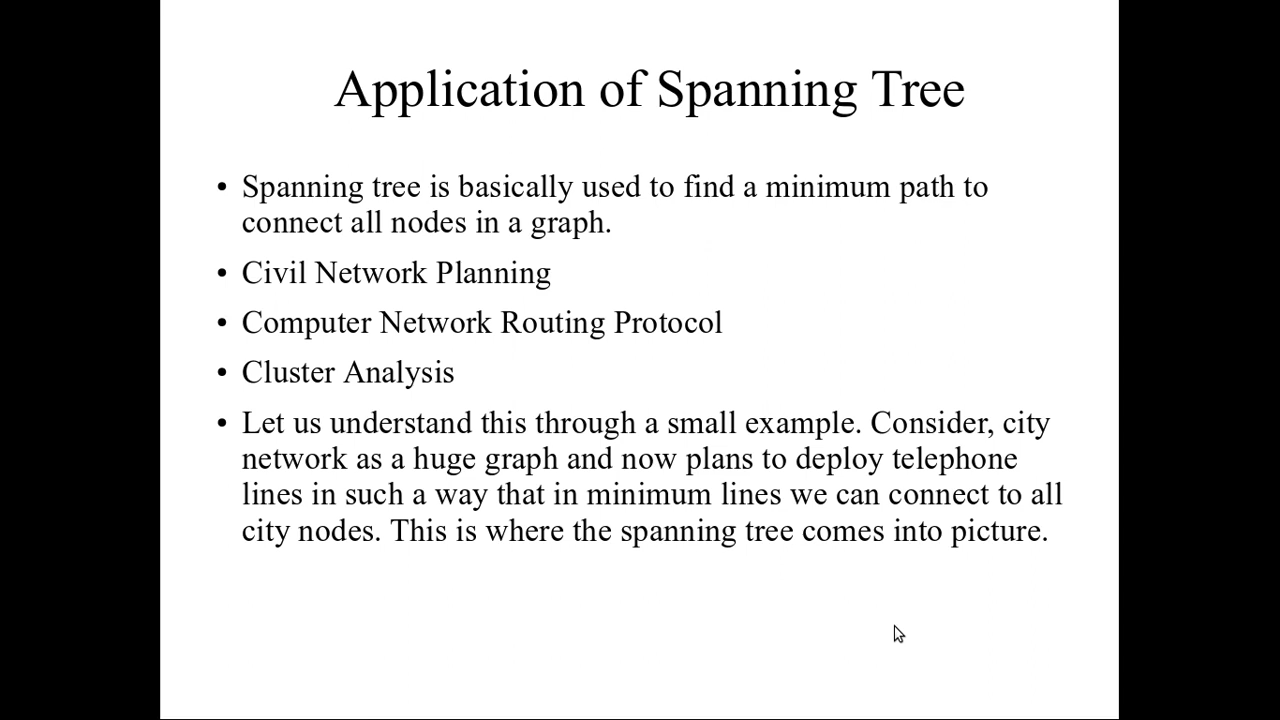 Application of Spanning Tree
• Spanning tree is basically used to find a minimum path to
connect all nodes in a graph.
• Civil Network Planning
• Computer Network Routing Protocol
• Cluster Analysis
• Let us understand this through a small example. Consider, city
network as a huge graph and now plans to deploy telephone
lines in such a way that in minimum lines we can connect to all
city nodes. This is where the spanning tree comes into picture.